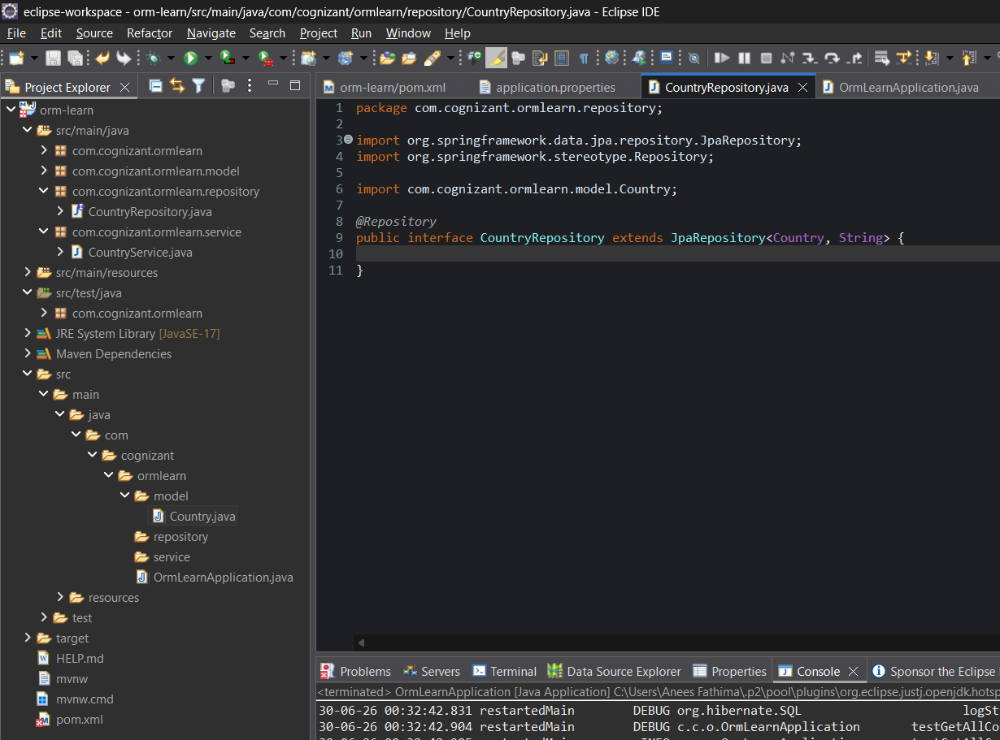 eclipse-workspace - orm-learn/src/main/java/com/cognizant/ormlearn/repository/CountryRepository.java - Eclipse IDE
File Edit Source Refactor Navigate Search Project Run Window Help
Project Explorer
orm-learn
src/main/java
com.cognizant.ormlearn
com.cognizant.ormlearn.model
com.cognizant.ormlearn.repository
CountryRepository.java
com.cognizant.ormlearn.service
CountryService.java
src/main/resources
src/test/java
com.cognizant.ormlearn
JRE System Library [JavaSE-17]
Maven Dependencies
src
main
java
com
cognizant
ormlearn
model
Country.java
repository
service
OrmLearnApplication.java
resources
test
target
HELP.md
mvnw
mvnw.cmd
pom.xml
orm-learn/pom.xml application.properties CountryRepository.java OrmLearnApplication.java
1 package com.cognizant.ormlearn.repository;
2
3 import org.springframework.data.jpa.repository.JpaRepository;
4 import org.springframework.stereotype.Repository;
5
6 import com.cognizant.ormlearn.model.Country;
7
8 @Repository
9 public interface CountryRepository extends JpaRepository<Country, String> {
10
11 }
Problems Servers Terminal Data Source Explorer Properties Console Sponsor the Eclipse
<terminated> OrmLearnApplication [Java Application] C:\Users\Anees Fathima\.p2\pool\plugins\org.eclipse.justj.openjdk.hotsp
30-06-26 00:32:42.831 restartedMain DEBUG org.hibernate.SQL logSt
30-06-26 00:32:42.904 restartedMain DEBUG c.c.o.OrmLearnApplication testGetAllCo